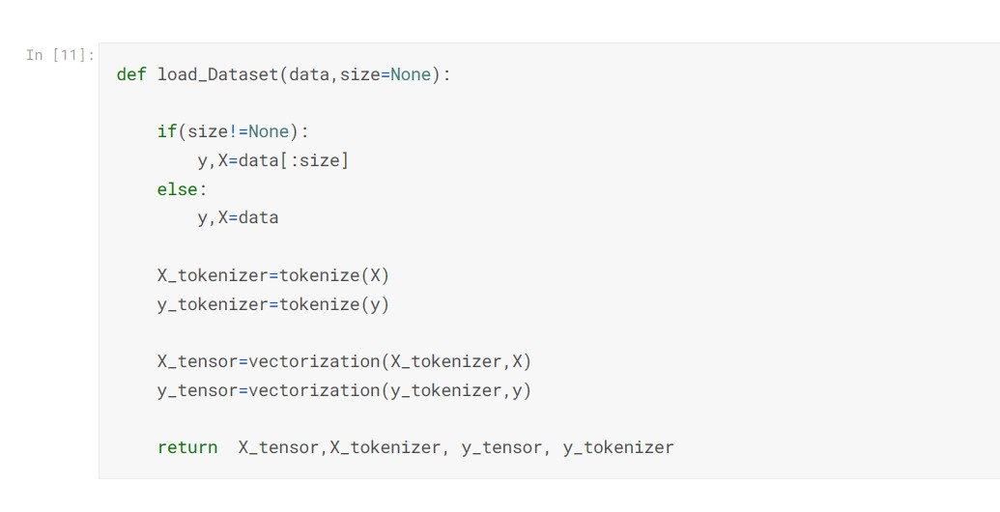 In [11]:
def load_Dataset(data,size=None):
    if(size!=None):
        y,X=data[:size]
    else:
        y,X=data
    X_tokenizer=tokenize(X)
    y_tokenizer=tokenize(y)
    X_tensor=vectorization(X_tokenizer,X)
    y_tensor=vectorization(y_tokenizer,y)
    return  X_tensor,X_tokenizer, y_tensor, y_tokenizer